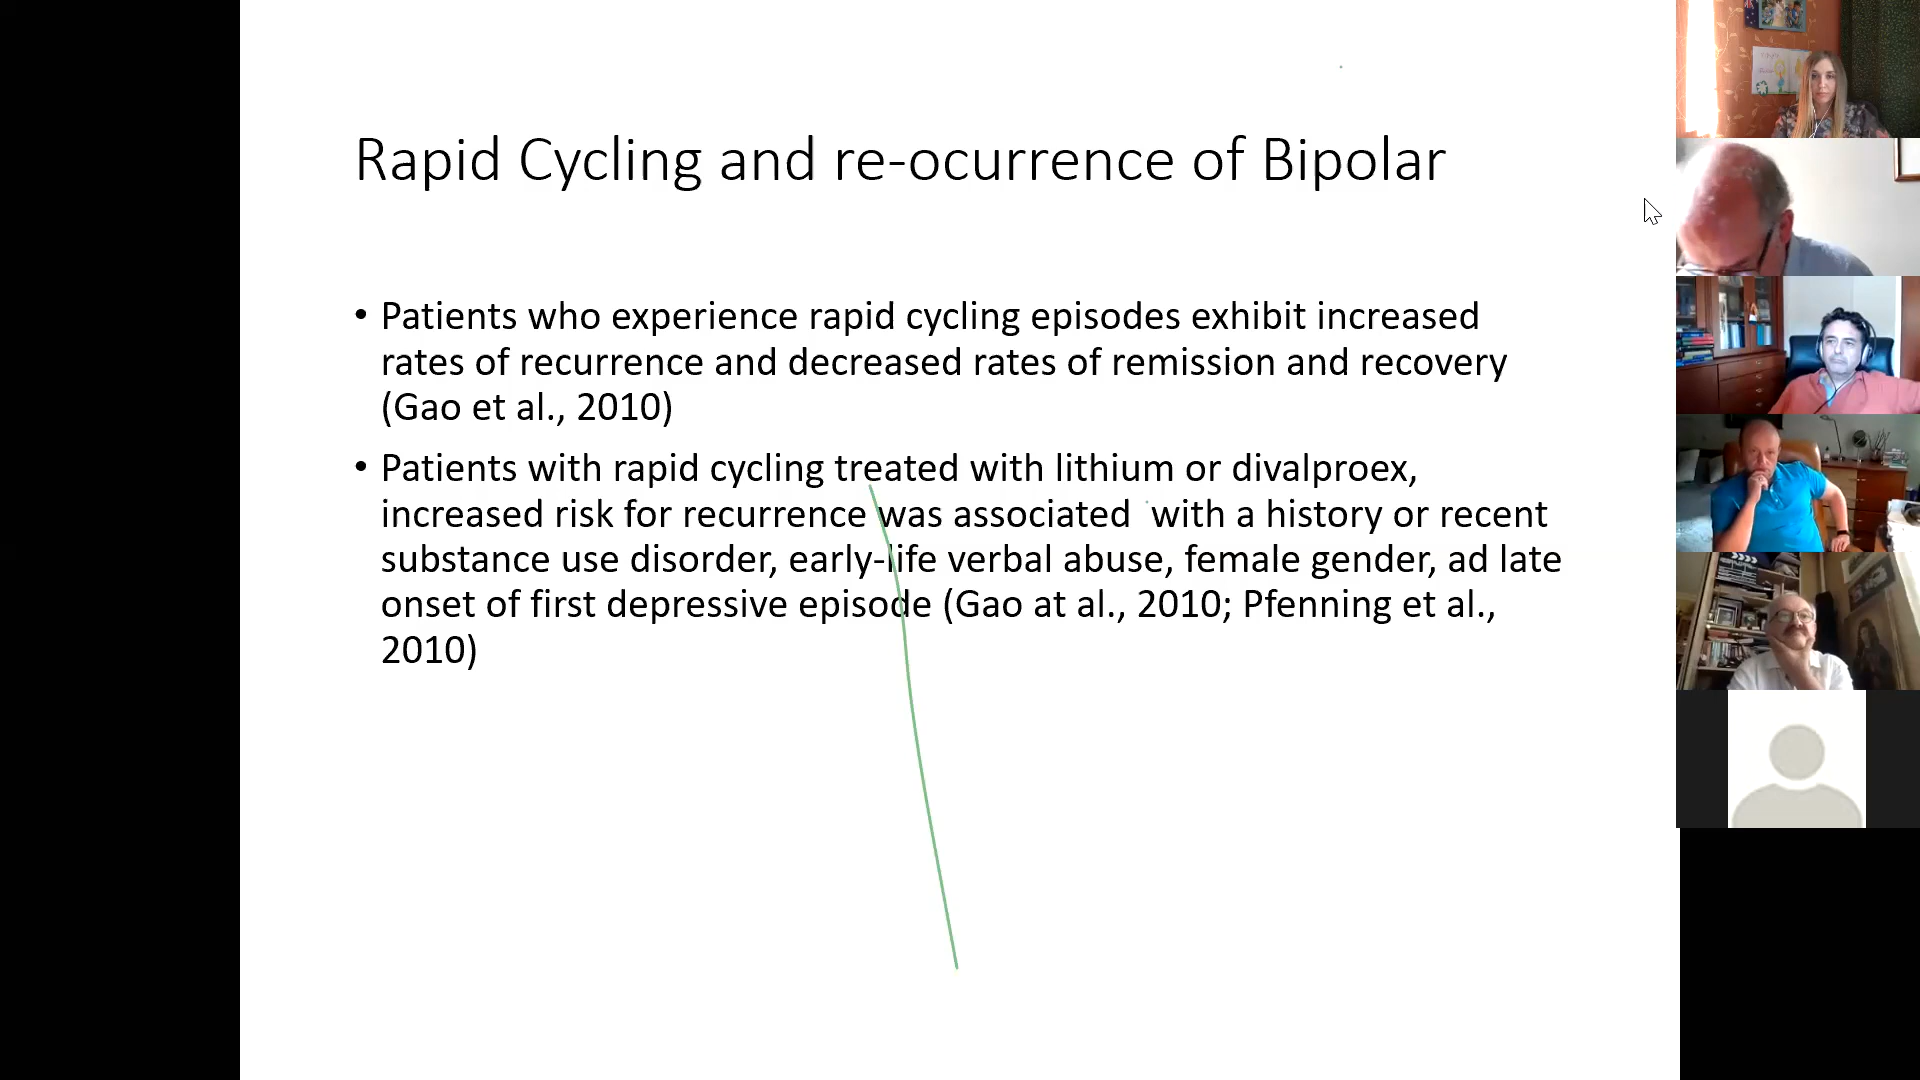 Rapid Cycling and re-ocurrence of Bipolar
• Patients who experience rapid cycling episodes exhibit increased
rates of recurrence and decreased rates of remission and recovery
(Gao et al., 2010)
• Patients with rapid cycling treated with lithium or divalproex,
increased risk for recurrence was associated with a history or recent
substance use disorder, early-life verbal abuse, female gender, ad late
onset of first depressive episode (Gao at al., 2010; Pfenning et al.,
2010)